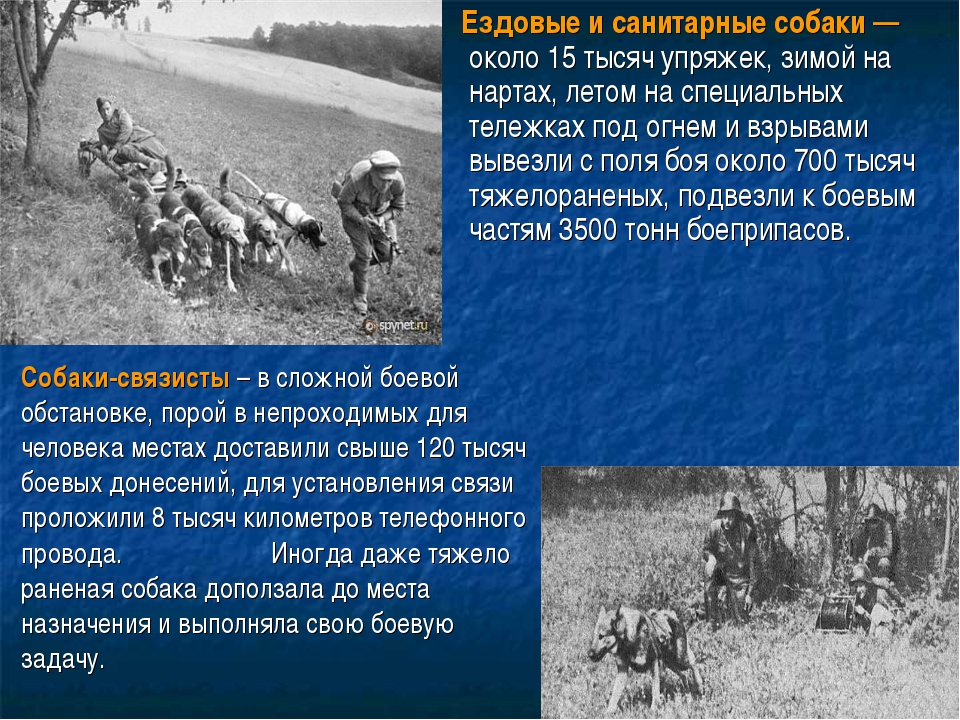 Ездовые и санитарные собаки —
около 15 тысяч упряжек, зимой на
нартах, летом на специальных
тележках под огнем и взрывами
вывезли с поля боя около 700 тысяч
тяжелораненых, подвезли к боевым
частям 3500 тонн боеприпасов.
spynet.ru
Собаки-связисты – в сложной боевой
обстановке, порой в непроходимых для
человека местах доставили свыше 120 тысяч
боевых донесений, для установления связи
проложили 8 тысяч километров телефонного
провода. Иногда даже тяжело
раненая собака доползала до места
назначения и выполняла свою боевую
задачу.